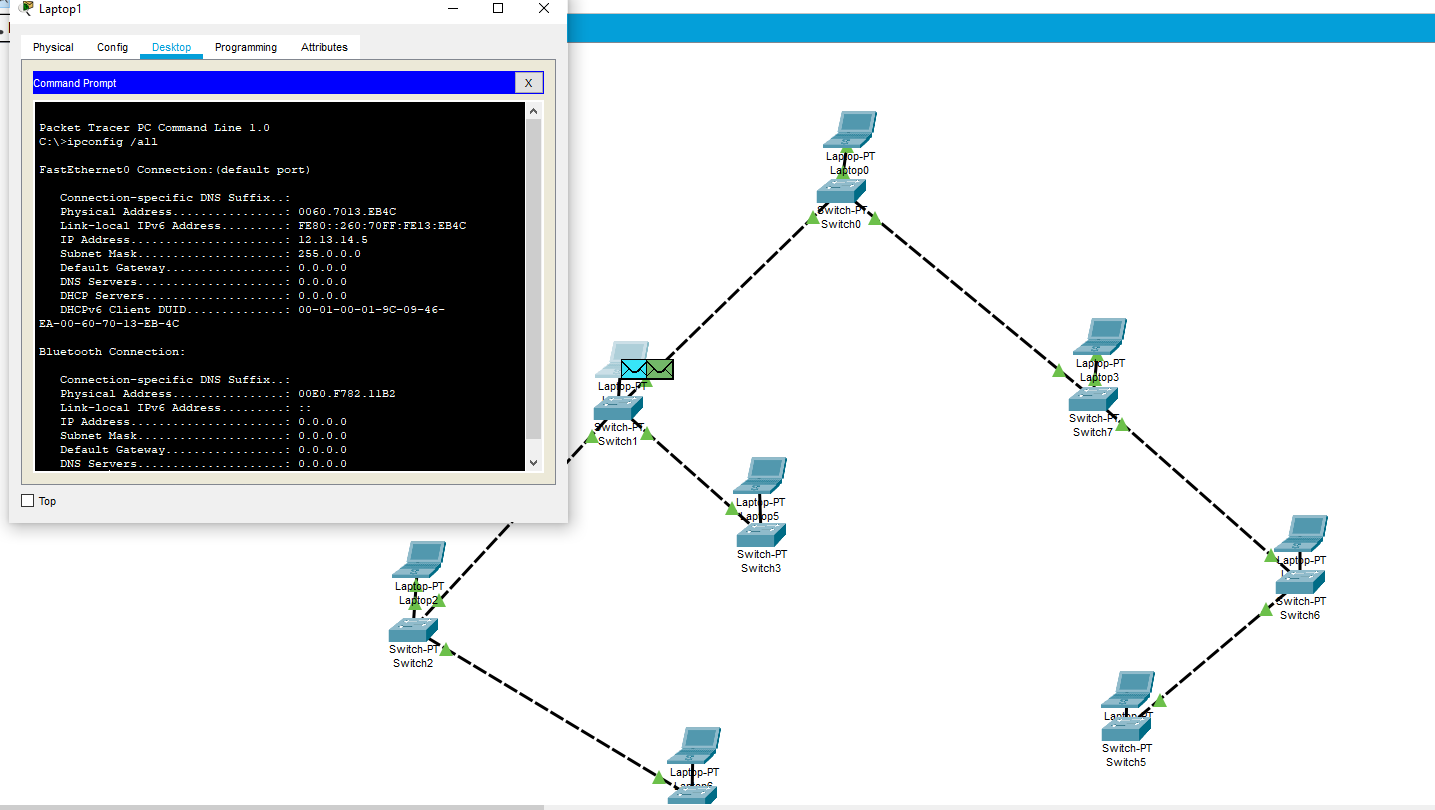 Laptop1
Physical Config Desktop Programming Attributes
Command Prompt
X
Packet Tracer PC Command Line 1.0
C:\>ipconfig /all
FastEthernet0 Connection:(default port)
Connection-specific DNS Suffix..:
Physical Address................: 0060.7013.EB4C
Link-local IPv6 Address.........: FE80::260:70FF:FE13:EB4C
IP Address......................: 12.13.14.5
Subnet Mask.....................: 255.0.0.0
Default Gateway.................: 0.0.0.0
DNS Servers.....................: 0.0.0.0
DHCP Servers....................: 0.0.0.0
DHCPv6 Client DUID..............: 00-01-00-01-9C-09-46-
EA-00-60-70-13-EB-4C
Bluetooth Connection:
Connection-specific DNS Suffix..:
Physical Address................: 00E0.F782.11B2
Link-local IPv6 Address.........: ::
IP Address......................: 0.0.0.0
Subnet Mask.....................: 0.0.0.0
Default Gateway.................: 0.0.0.0
DNS Servers.....................: 0.0.0.0
Top
Laptop-PT
Laptop0
Switch-PT
Switch0
Laptop-PT
Switch-PT
Switch1
Laptop-PT
Laptop3
Switch-PT
Switch7
Laptop-PT
Laptop5
Switch-PT
Switch3
Laptop-PT
Switch-PT
Switch6
Laptop-PT
Laptop2
Switch-PT
Switch2
Laptop-PT
Switch-PT
Switch5
Laptop-PT
Laptop6